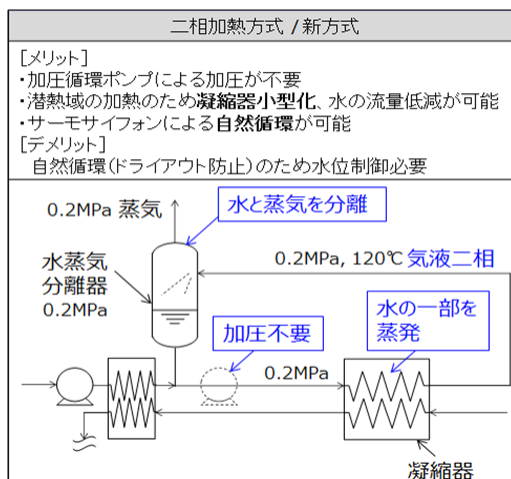 二相加熱方式 / 新方式
[メリット]
・加圧循環ポンプによる加圧が不要
・潜熱域の加熱のため凝縮器小型化、水の流量低減が可能
・サーモサイフォンによる自然循環が可能
[デメリット]
自然循環(ドライアウト防止)のため水位制御必要
0.2MPa 蒸気
水と蒸気を分離
水蒸気
分離器
0.2MPa
0.2MPa, 120℃ 気液二相
加圧不要
水の一部を
蒸発
0.2MPa
凝縮器